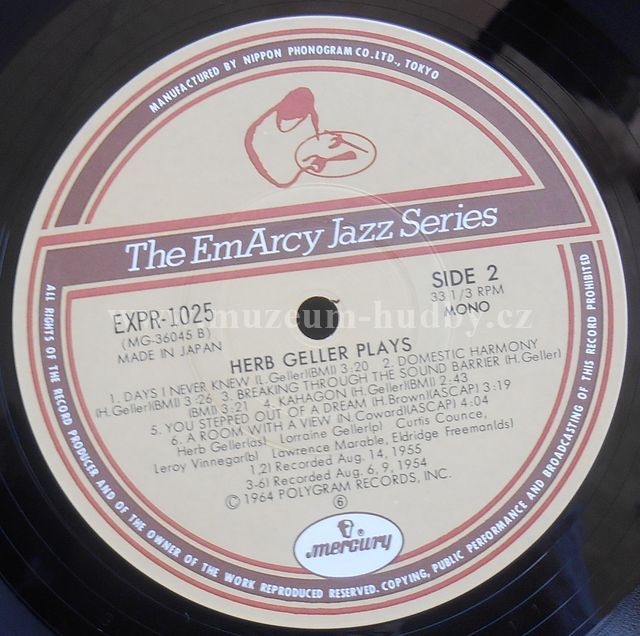 MANUFACTURED BY NIPPON PHONOGRAM CO.LTD., TOKYO
The EmArcy Jazz Series
EXPR-1025
(MG-36045 B)
MADE IN JAPAN
SIDE 2
33 1/3 RPM
MONO
www.muzeum-hudby.cz
HERB GELLER PLAYS
1. DAYS I NEVER KNEW (L.Geller)(BMI) 3:20 2. DOMESTIC HARMONY
(H.Geller)(BMI) 3:26 3. BREAKING THROUGH THE SOUND BARRIER (H.Geller)
(BMI) 3:21 4. KAHAGON (H.Geller)(BMI) 2:43
5. YOU STEPPED OUT OF A DREAM (H.Brown)(ASCAP) 3:19
6. A ROOM WITH A VIEW (N.Coward)(ASCAP) 4:04
Herb Geller(as) Lorraine Geller(p) Curtis Counce,
Leroy Vinnegar(b) Lawrence Marable, Eldridge Freeman(ds)
1,2) Recorded Aug. 14, 1955
3-6) Recorded Aug. 6, 9, 1954
© 1964 POLYGRAM RECORDS, INC.
⑥
mercury
ALL RIGHTS OF THE RECORD PRODUCER AND OF THE OWNER OF THE WORK REPRODUCED RESERVED. COPYING, PUBLIC PERFORMANCE AND BROADCASTING OF THIS RECORD PROHIBITED